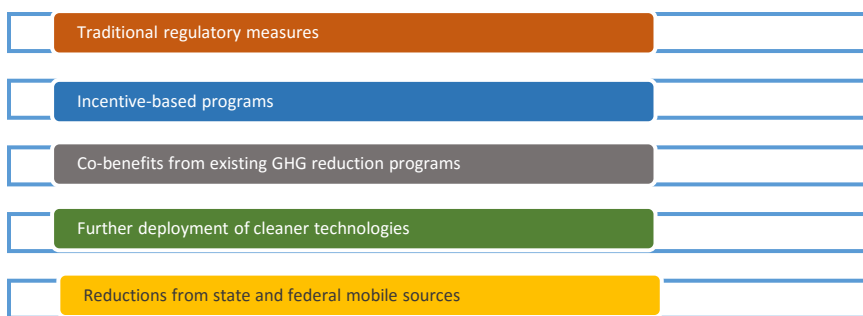 Traditional regulatory measures
Incentive-based programs
Co-benefits from existing GHG reduction programs
Further deployment of cleaner technologies
Reductions from state and federal mobile sources